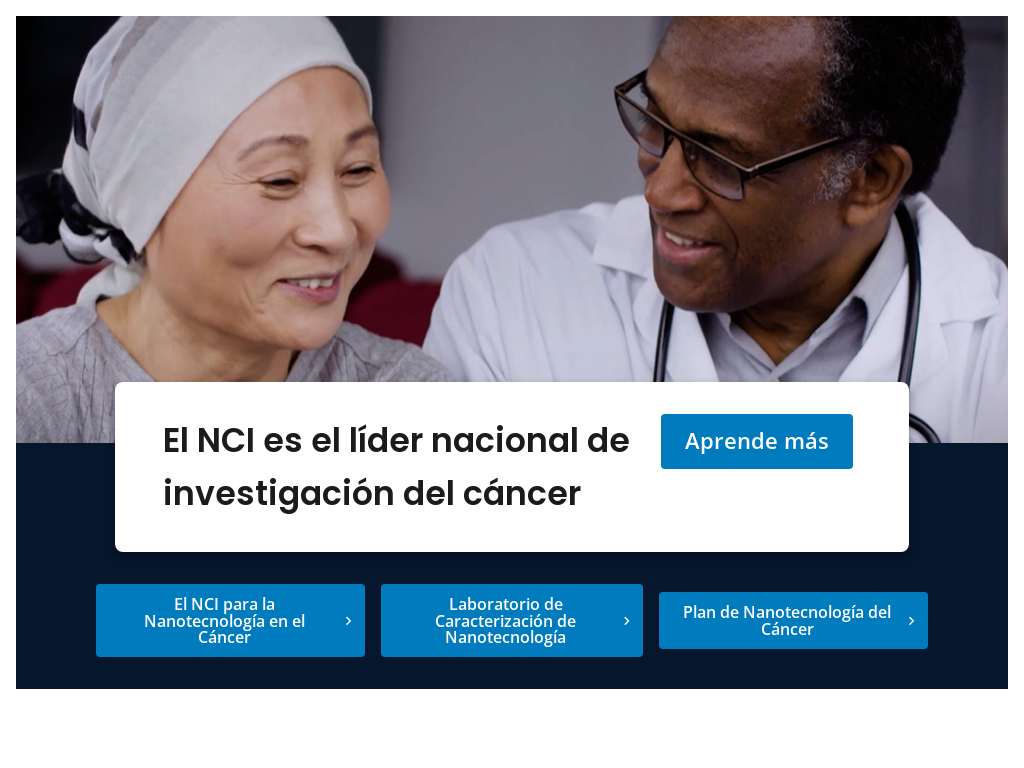 El NCI es el líder nacional de
investigación del cáncer
Aprende más
El NCI para la
Nanotecnología en el
Cáncer
Laboratorio de
Caracterización de
Nanotecnología
Plan de Nanotecnología del
Cáncer